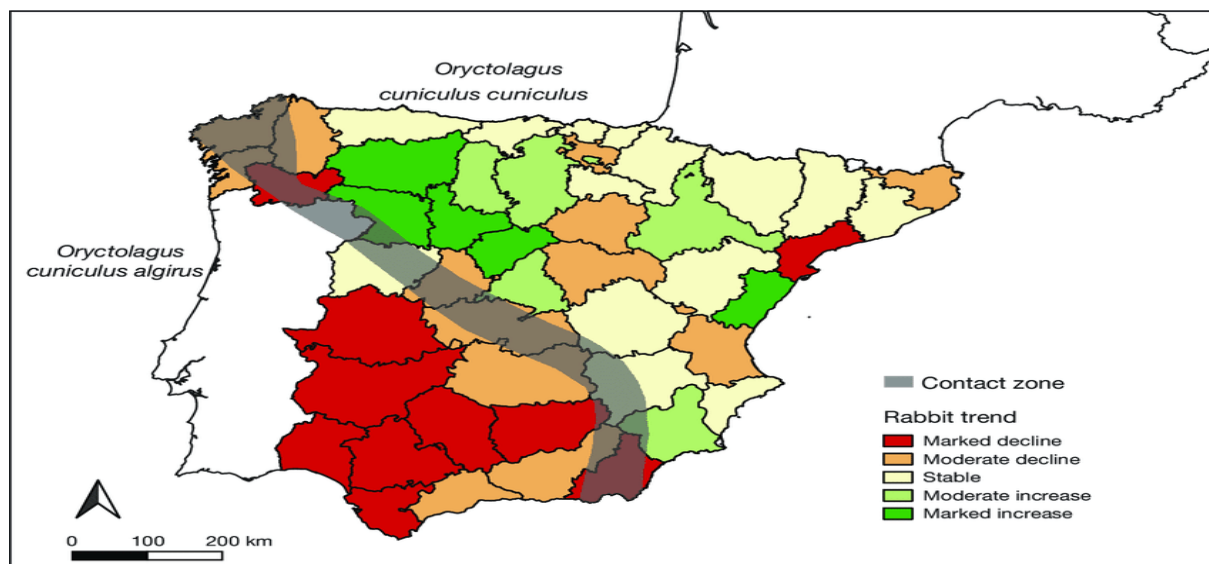 Oryctolagus
cuniculus cuniculus
Oryctolagus
cuniculus algirus
Contact zone
Rabbit trend
Marked decline
Moderate decline
Stable
Moderate increase
Marked increase
0 100 200 km